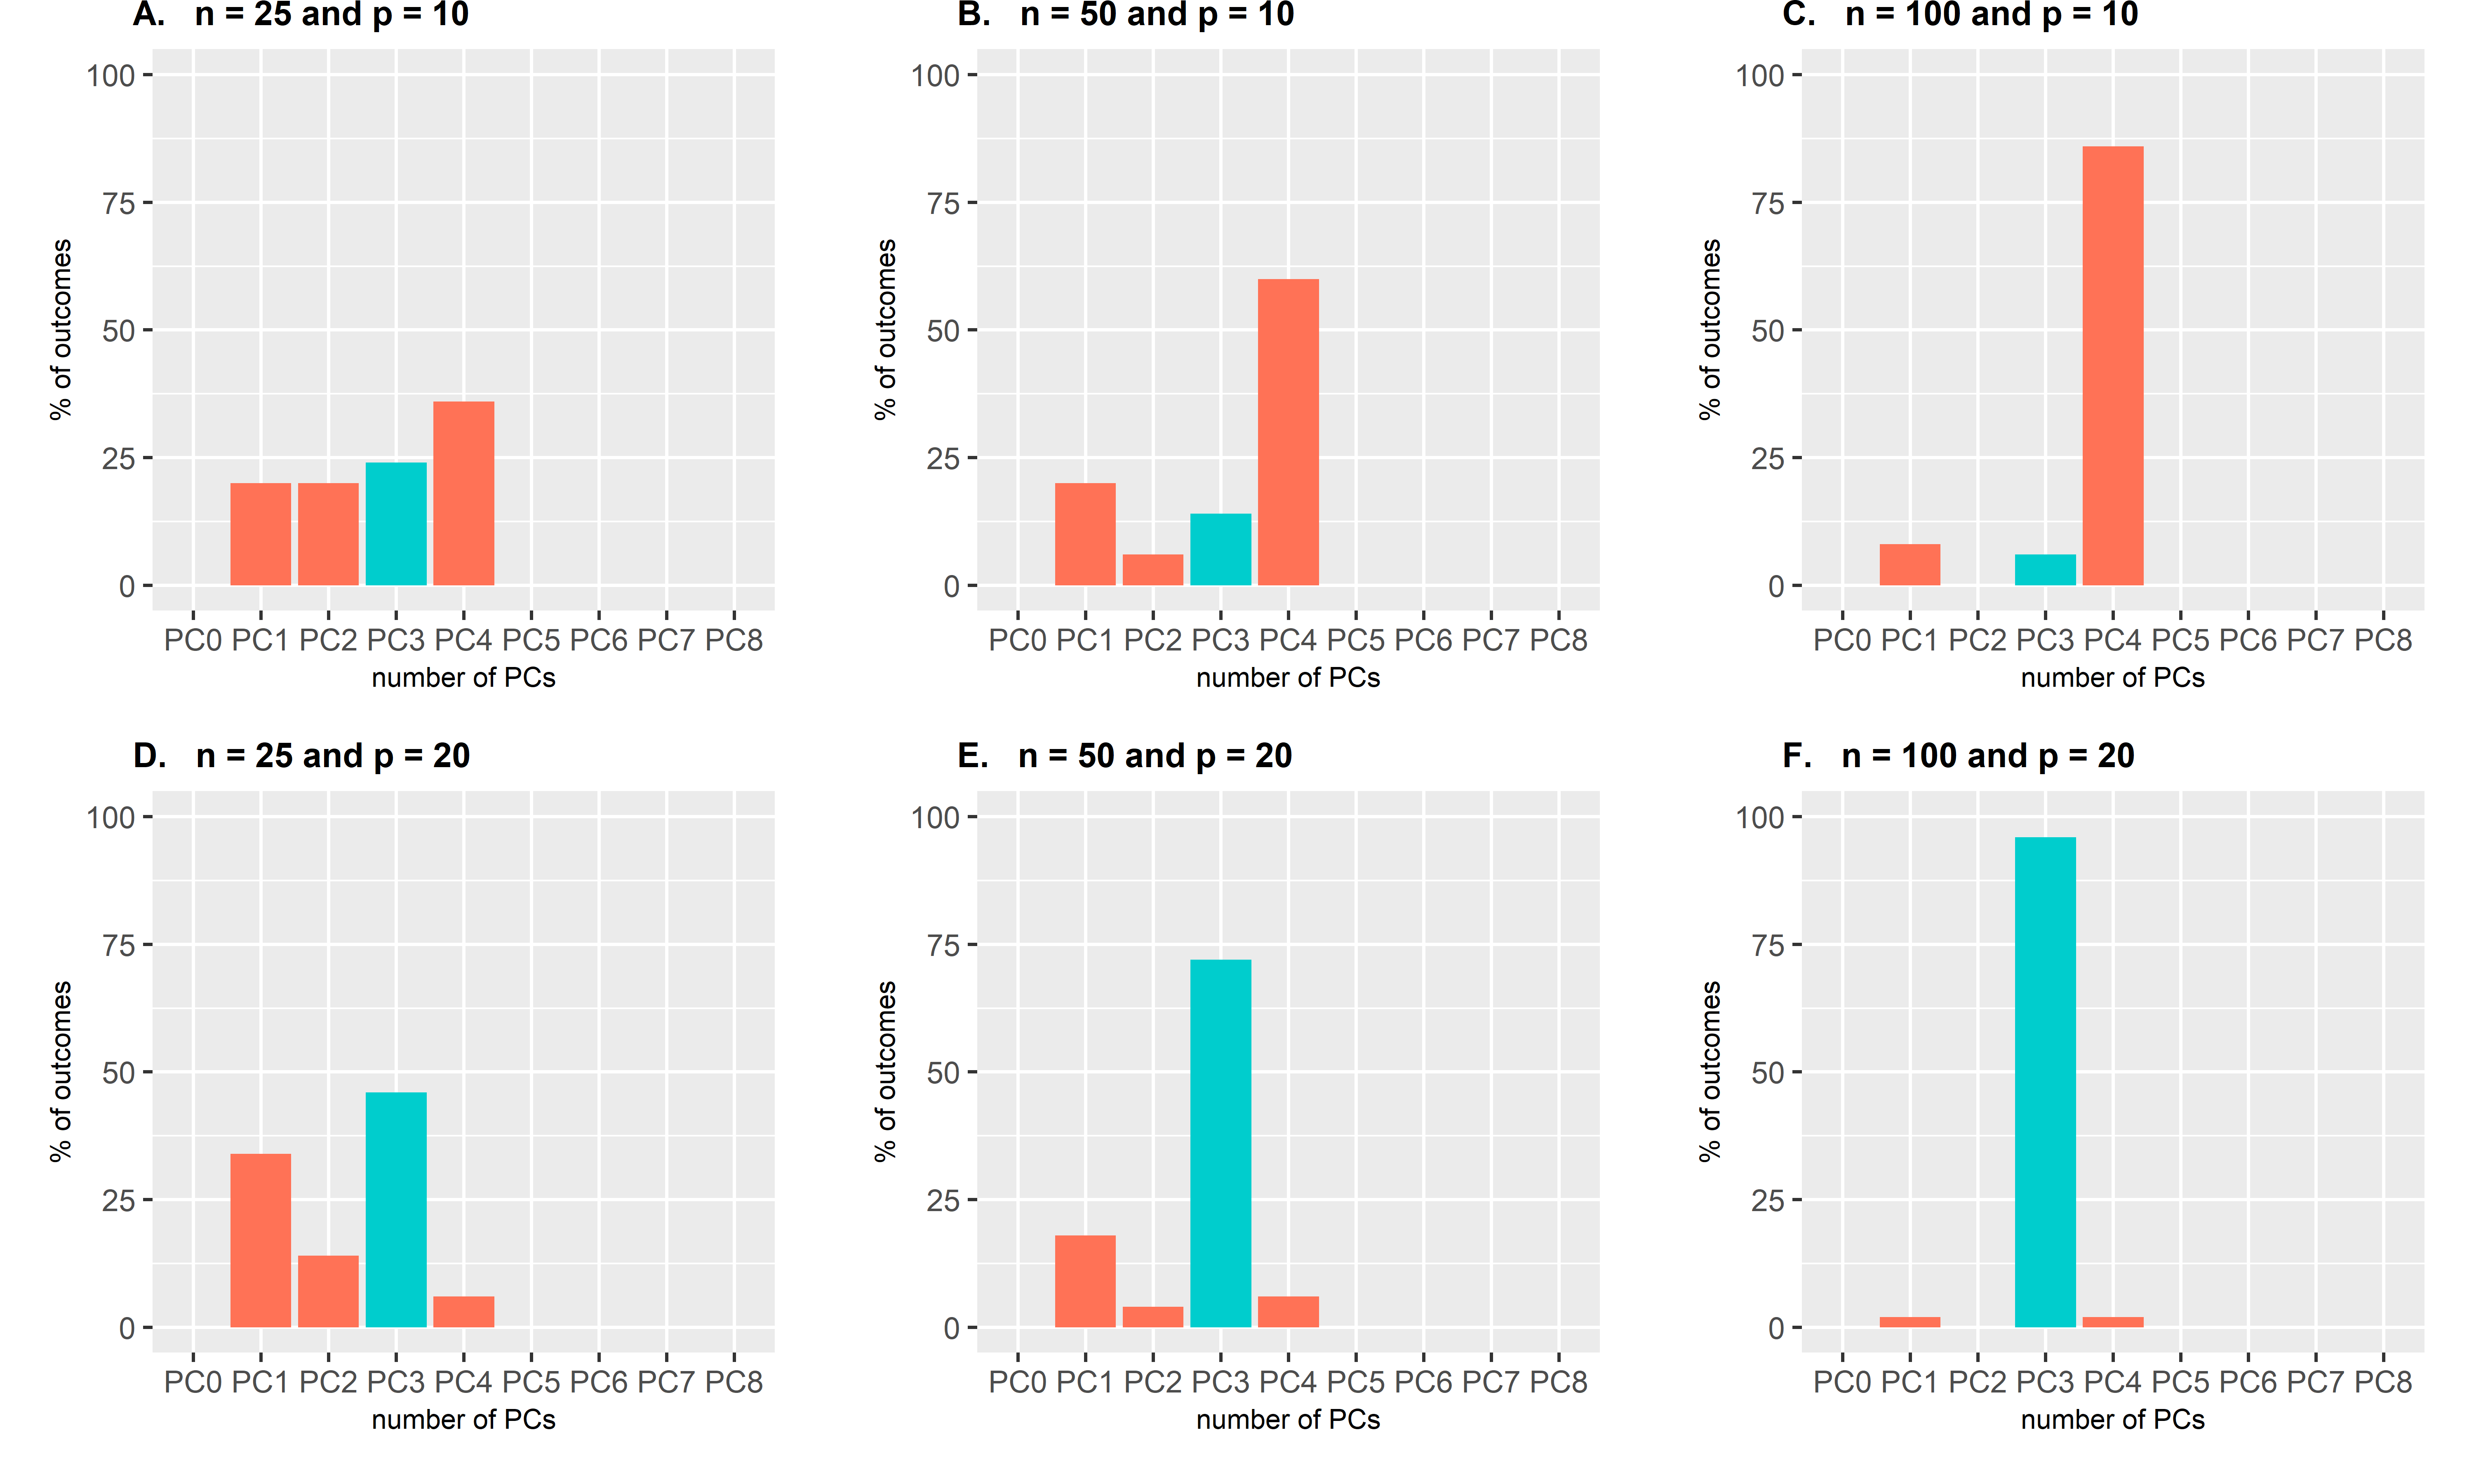 A. n = 25 and p = 10
B. n = 50 and p = 10
C. n = 100 and p = 10
100
75
50
25
0
% of outcomes
PC0 PC1 PC2 PC3 PC4 PC5 PC6 PC7 PC8
number of PCs
100
75
50
25
0
% of outcomes
PC0 PC1 PC2 PC3 PC4 PC5 PC6 PC7 PC8
number of PCs
100
75
50
25
0
% of outcomes
PC0 PC1 PC2 PC3 PC4 PC5 PC6 PC7 PC8
number of PCs
D. n = 25 and p = 20
E. n = 50 and p = 20
F. n = 100 and p = 20
100
75
50
25
0
% of outcomes
PC0 PC1 PC2 PC3 PC4 PC5 PC6 PC7 PC8
number of PCs
100
75
50
25
0
% of outcomes
PC0 PC1 PC2 PC3 PC4 PC5 PC6 PC7 PC8
number of PCs
100
75
50
25
0
% of outcomes
PC0 PC1 PC2 PC3 PC4 PC5 PC6 PC7 PC8
number of PCs